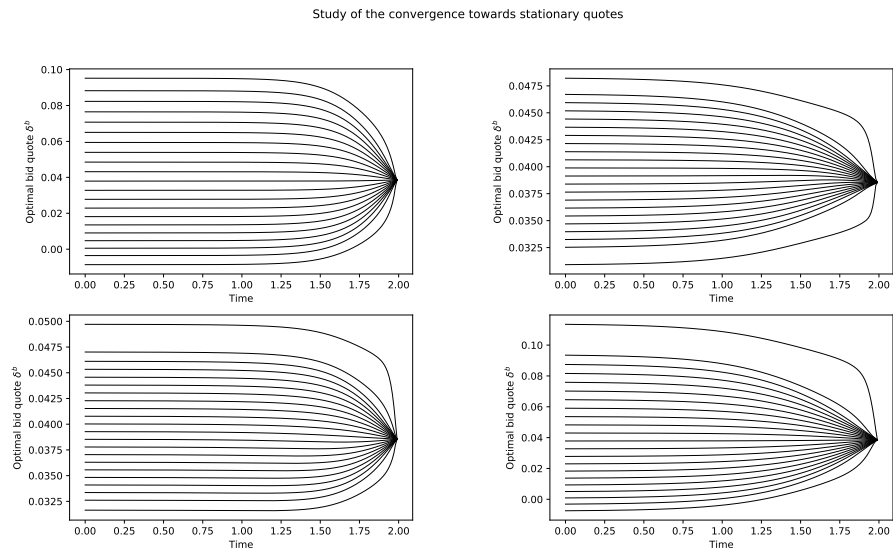 Study of the convergence towards stationary quotes
0.10
0.08
0.06
0.04
0.02
0.00
Optimal bid quote δᵇ
0.00 0.25 0.50 0.75 1.00 1.25 1.50 1.75 2.00
Time
0.0475
0.0450
0.0425
0.0400
0.0375
0.0350
0.0325
Optimal bid quote δᵇ
0.00 0.25 0.50 0.75 1.00 1.25 1.50 1.75 2.00
Time
0.0500
0.0475
0.0450
0.0425
0.0400
0.0375
0.0350
0.0325
Optimal bid quote δᵇ
0.00 0.25 0.50 0.75 1.00 1.25 1.50 1.75 2.00
Time
0.10
0.08
0.06
0.04
0.02
0.00
Optimal bid quote δᵇ
0.00 0.25 0.50 0.75 1.00 1.25 1.50 1.75 2.00
Time